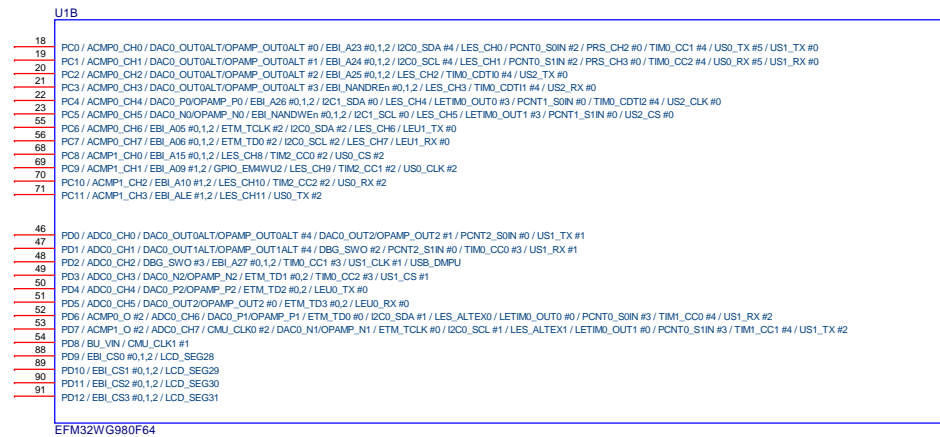 U1B
18 PC0 / ACMP0_CH0 / DAC0_OUT0ALT/OPAMP_OUT0ALT #0 / EBI_A23 #0,1,2 / I2C0_SDA #4 / LES_CH0 / PCNT0_S0IN #2 / PRS_CH2 #0 / TIM0_CC1 #4 / US0_TX #5 / US1_TX #0
19 PC1 / ACMP0_CH1 / DAC0_OUT0ALT/OPAMP_OUT0ALT #1 / EBI_A24 #0,1,2 / I2C0_SCL #4 / LES_CH1 / PCNT0_S1IN #2 / PRS_CH3 #0 / TIM0_CC2 #4 / US0_RX #5 / US1_RX #0
20 PC2 / ACMP0_CH2 / DAC0_OUT0ALT/OPAMP_OUT0ALT #2 / EBI_A25 #0,1,2 / LES_CH2 / TIM0_CDTI0 #4 / US2_TX #0
21 PC3 / ACMP0_CH3 / DAC0_OUT0ALT/OPAMP_OUT0ALT #3 / EBI_NANDREn #0,1,2 / LES_CH3 / TIM0_CDTI1 #4 / US2_RX #0
22 PC4 / ACMP0_CH4 / DAC0_P0/OPAMP_P0 / EBI_A26 #0,1,2 / I2C1_SDA #0 / LES_CH4 / LETIM0_OUT0 #3 / PCNT1_S0IN #0 / TIM0_CDTI2 #4 / US2_CLK #0
23 PC5 / ACMP0_CH5 / DAC0_N0/OPAMP_N0 / EBI_NANDWEn #0,1,2 / I2C1_SCL #0 / LES_CH5 / LETIM0_OUT1 #3 / PCNT1_S1IN #0 / US2_CS #0
55 PC6 / ACMP0_CH6 / EBI_A05 #0,1,2 / ETM_TCLK #2 / I2C0_SDA #2 / LES_CH6 / LEU1_TX #0
56 PC7 / ACMP0_CH7 / EBI_A06 #0,1,2 / ETM_TD0 #2 / I2C0_SCL #2 / LES_CH7 / LEU1_RX #0
68 PC8 / ACMP1_CH0 / EBI_A15 #0,1,2 / LES_CH8 / TIM2_CC0 #2 / US0_CS #2
69 PC9 / ACMP1_CH1 / EBI_A09 #1,2 / GPIO_EM4WU2 / LES_CH9 / TIM2_CC1 #2 / US0_CLK #2
70 PC10 / ACMP1_CH2 / EBI_A10 #1,2 / LES_CH10 / TIM2_CC2 #2 / US0_RX #2
71 PC11 / ACMP1_CH3 / EBI_ALE #1,2 / LES_CH11 / US0_TX #2
46 PD0 / ADC0_CH0 / DAC0_OUT0ALT/OPAMP_OUT0ALT #4 / DAC0_OUT2/OPAMP_OUT2 #1 / PCNT2_S0IN #0 / US1_TX #1
47 PD1 / ADC0_CH1 / DAC0_OUT1ALT/OPAMP_OUT1ALT #4 / DBG_SWO #2 / PCNT2_S1IN #0 / TIM0_CC0 #3 / US1_RX #1
48 PD2 / ADC0_CH2 / DBG_SWO #3 / EBI_A27 #0,1,2 / TIM0_CC1 #3 / US1_CLK #1 / USB_DMPU
49 PD3 / ADC0_CH3 / DAC0_N2/OPAMP_N2 / ETM_TD1 #0,2 / TIM0_CC2 #3 / US1_CS #1
50 PD4 / ADC0_CH4 / DAC0_P2/OPAMP_P2 / ETM_TD2 #0,2 / LEU0_TX #0
51 PD5 / ADC0_CH5 / DAC0_OUT2/OPAMP_OUT2 #0 / ETM_TD3 #0,2 / LEU0_RX #0
52 PD6 / ACMP0_O #2 / ADC0_CH6 / DAC0_P1/OPAMP_P1 / ETM_TD0 #0 / I2C0_SDA #1 / LES_ALTEX0 / LETIM0_OUT0 #0 / PCNT0_S0IN #3 / TIM1_CC0 #4 / US1_RX #2
53 PD7 / ACMP1_O #2 / ADC0_CH7 / CMU_CLK0 #2 / DAC0_N1/OPAMP_N1 / ETM_TCLK #0 / I2C0_SCL #1 / LES_ALTEX1 / LETIM0_OUT1 #0 / PCNT0_S1IN #3 / TIM1_CC1 #4 / US1_TX #2
54 PD8 / BU_VIN / CMU_CLK1 #1
88 PD9 / EBI_CS0 #0,1,2 / LCD_SEG28
89 PD10 / EBI_CS1 #0,1,2 / LCD_SEG29
90 PD11 / EBI_CS2 #0,1,2 / LCD_SEG30
91 PD12 / EBI_CS3 #0,1,2 / LCD_SEG31
EFM32WG980F64